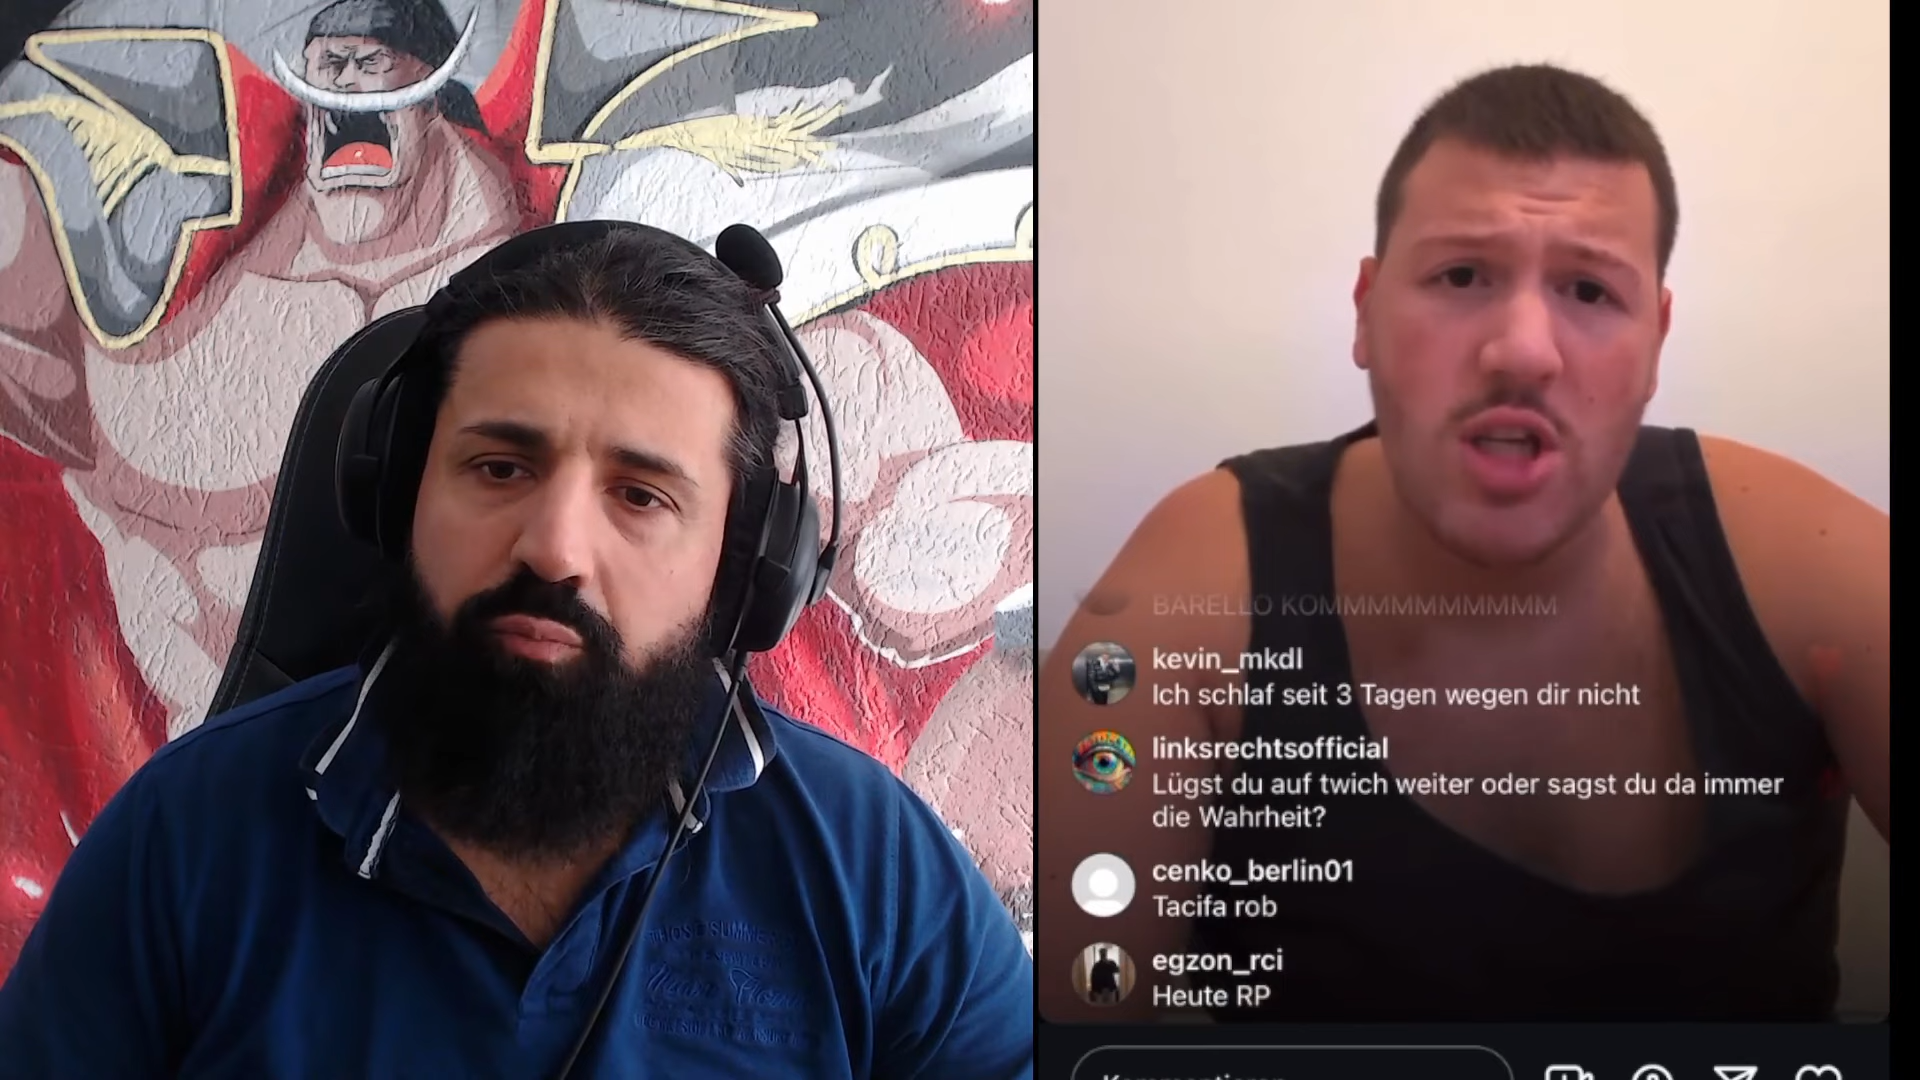 BARELLO KOMMMMMMMMMM
kevin_mkdl
Ich schlaf seit 3 Tagen wegen dir nicht
linksrechtsofficial
Lügst du auf twich weiter oder sagst du da immer
die Wahrheit?
cenko_berlin01
Tacifa rob
egzon_rci
Heute RP
Kommentieren